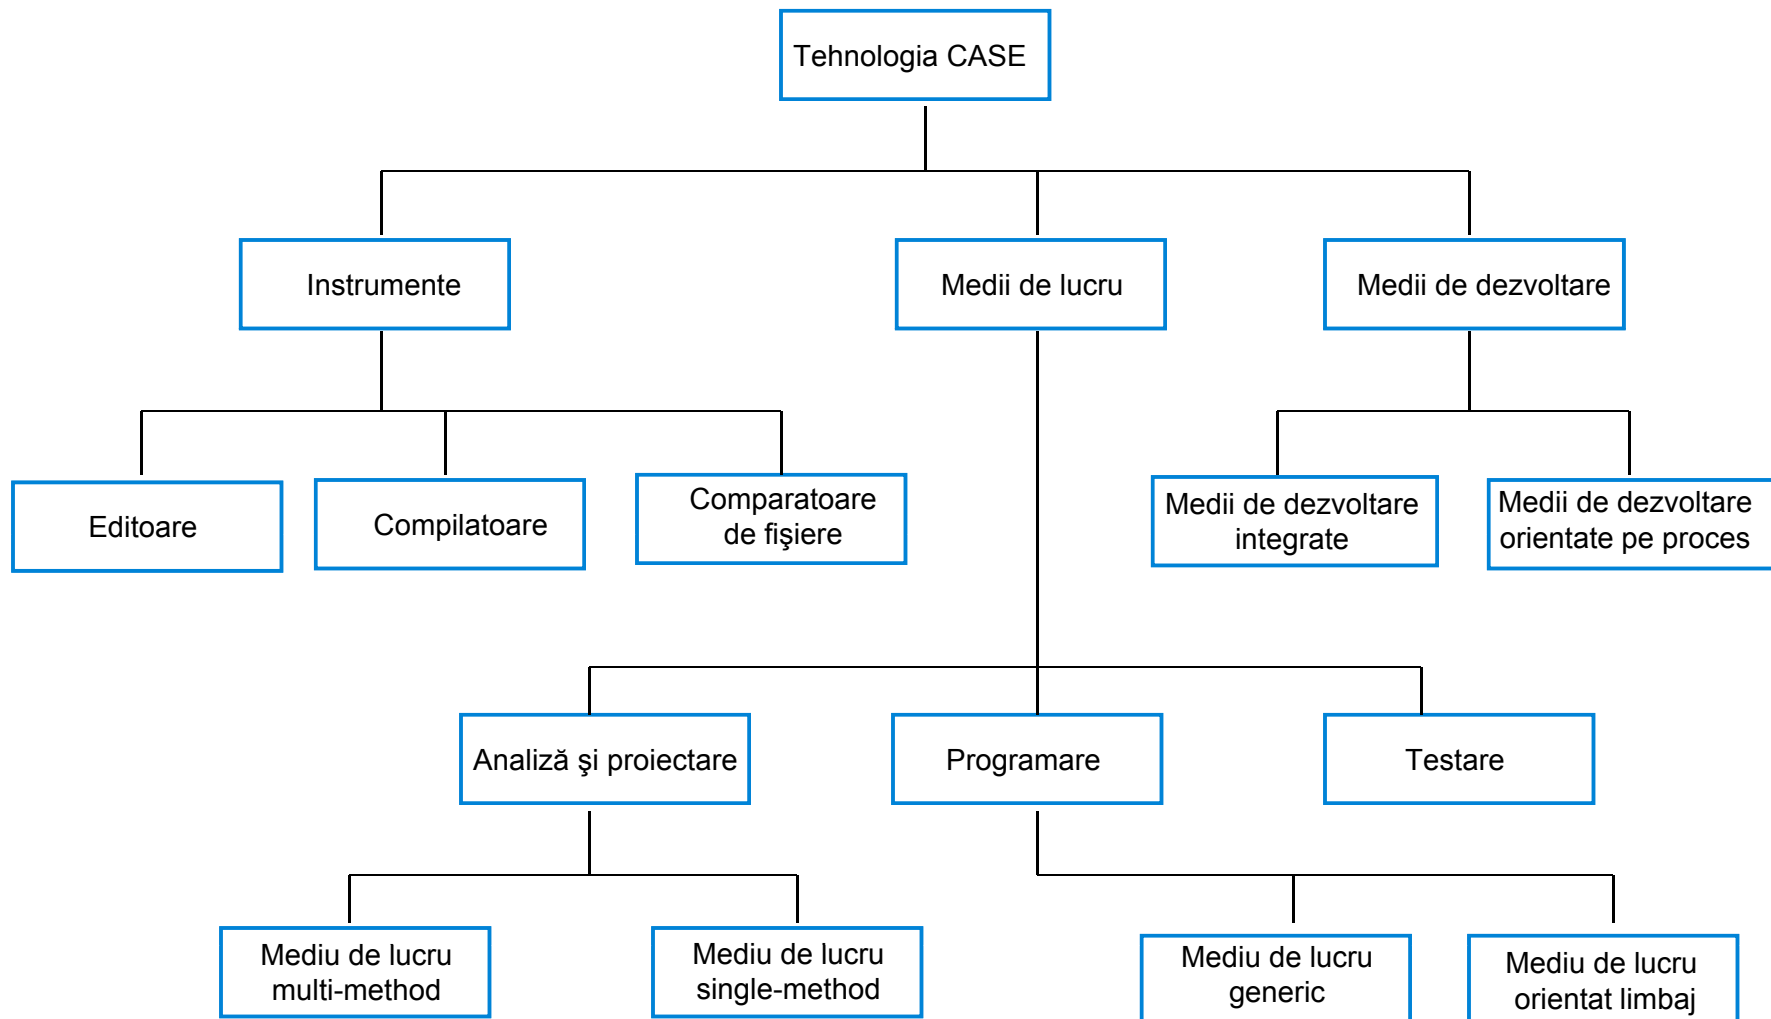 Tehnologia CASE
Instrumente
Medii de lucru
Medii de dezvoltare
Editoare
Compilatoare
Comparatoare
de fişiere
Medii de dezvoltare
integrate
Medii de dezvoltare
orientate pe proces
Analiză şi proiectare
Programare
Testare
Mediu de lucru
multi-method
Mediu de lucru
single-method
Mediu de lucru
generic
Mediu de lucru
orientat limbaj